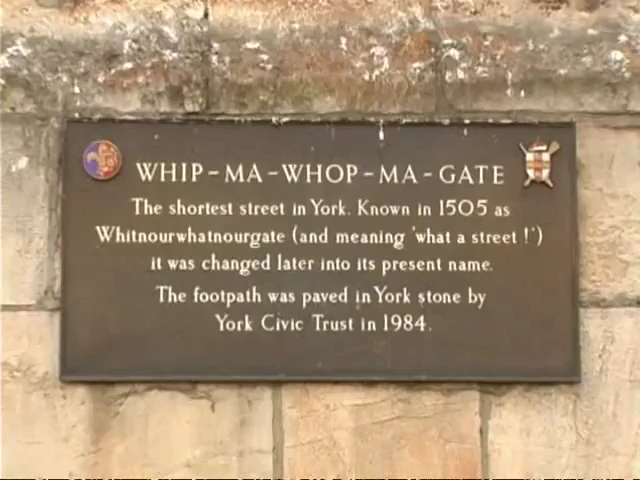 WHIP-MA-WHOP-MA-GATE
The shortest street in York. Known in 1505 as
Whitnourwhatnourgate (and meaning 'what a street!')
it was changed later into its present name.
The footpath was paved in York stone by
York Civic Trust in 1984.